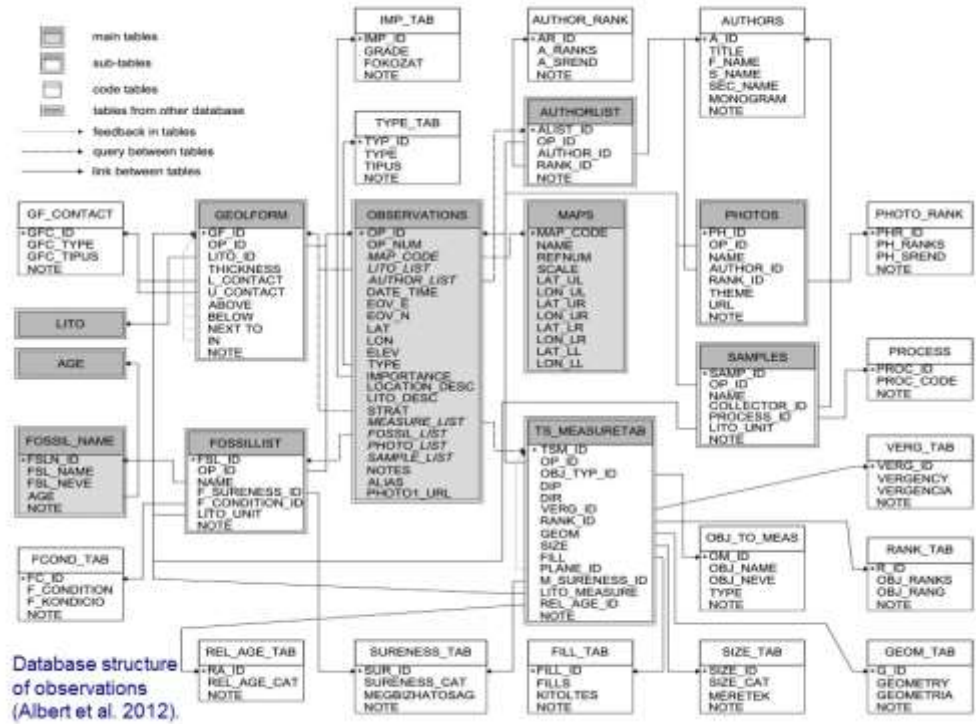 main tables
sub-tables
code tables
tables from other database
feedback in tables
query between tables
link between tables
IMP_TAB
IMP_ID
GRADE
FOKOZAT
NOTE
AUTHOR_RANK
AR_ID
A_RANKS
A_SREND
NOTE
AUTHORS
A_ID
TITLE
F_NAME
S_NAME
SEC_NAME
MONOGRAM
NOTE
TYPE_TAB
TYP_ID
TYPE
TIPUS
NOTE
AUTHORLIST
ALIST_ID
OP_ID
AUTHOR_ID
RANK_ID
NOTE
GF_CONTACT
GFC_ID
GFC_TYPE
GFC_TIPUS
NOTE
GEOLFORM
GF_ID
OP_ID
LITO_ID
THICKNESS
L_CONTACT
U_CONTACT
ABOVE
BELOW
NEXT TO
IN
NOTE
OBSERVATIONS
OP_ID
OP_NUM
MAP_CODE
LITO_LIST
AUTHOR_LIST
DATE_TIME
EOV_E
EOV_N
LAT
LON
ELEV
TYPE
IMPORTANCE
LOCATION_DESC
LITO_DESC
STRAT
MEASURE_LIST
FOSSIL_LIST
PHOTO_LIST
SAMPLE_LIST
NOTES
ALIAS
PHOTO1_URL
MAPS
MAP_CODE
NAME
REFNUM
SCALE
LAT_UL
LON_UL
LAT_UR
LON_UR
LAT_LR
LON_LR
LAT_LL
LON_LL
PHOTOS
PH_ID
OP_ID
NAME
AUTHOR_ID
RANK_ID
THEME
URL
NOTE
PHOTO_RANK
PHR_ID
PH_RANKS
PH_SREND
NOTE
LITO
AGE
SAMPLES
SAMP_ID
OP_ID
NAME
COLLECTOR_ID
PROCESS_ID
LITO_UNIT
NOTE
PROCESS
PROC_ID
PROC_CODE
NOTE
FOSSIL_NAME
FSLN_ID
FSL_NAME
FSL_NEVE
AGE
NOTE
FOSSILLIST
FSL_ID
OP_ID
NAME
F_SURENESS_ID
F_CONDITION_ID
LITO_UNIT
NOTE
TS_MEASURETAB
TSM_ID
OP_ID
OBJ_TYP_ID
DIP
DIR
VERG_ID
RANK_ID
GEOM
SIZE
FILL
PLANE_ID
M_SURENESS_ID
LITO_MEASURE
REL_AGE_ID
NOTE
VERG_TAB
VERG_ID
VERGENCY
VERGENCIA
NOTE
FCOND_TAB
FC_ID
F_CONDITION
F_KONDICIO
NOTE
OBJ_TO_MEAS
OM_ID
OBJ_NAME
OBJ_NEVE
TYPE
NOTE
RANK_TAB
R_ID
OBJ_RANKS
OBJ_RANG
NOTE
REL_AGE_TAB
RA_ID
REL_AGE_CAT
NOTE
SURENESS_TAB
SUR_ID
SURENESS_CAT
MEGBIZHATOSAG
NOTE
FILL_TAB
FILL_ID
FILLS
KITOLTES
NOTE
SIZE_TAB
SIZE_ID
SIZE_CAT
MERETEK
NOTE
GEOM_TAB
G_ID
GEOMETRY
GEOMETRIA
NOTE
Database structure
of observations
(Albert et al. 2012).